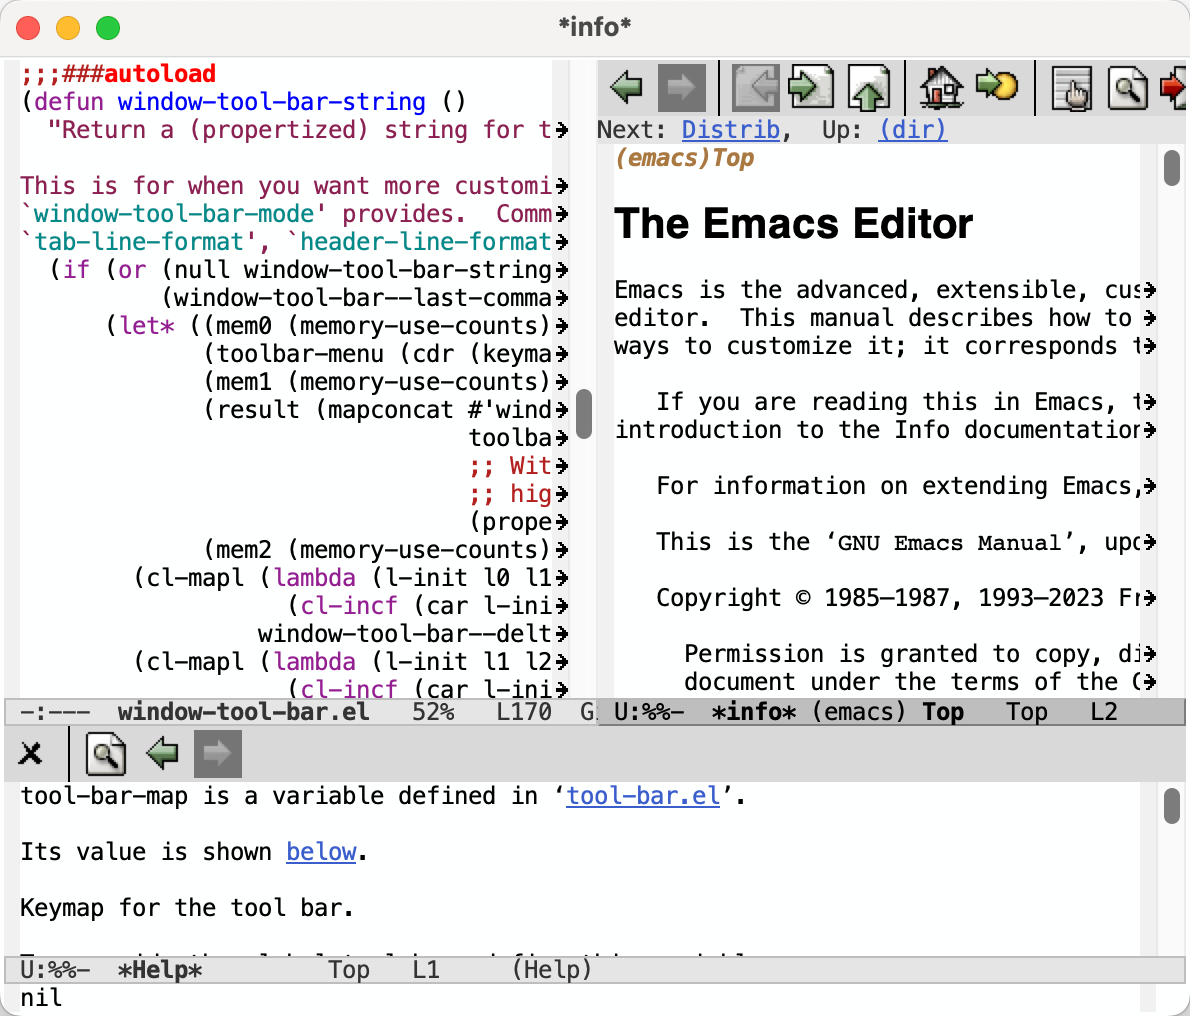 *info*
;;;###autoload
(defun window-tool-bar-string ()
  "Return a (propertized) string for t

This is for when you want more customi
`window-tool-bar-mode' provides.  Comm
`tab-line-format', `header-line-format
  (if (or (null window-tool-bar-string
          (window-tool-bar--last-comma
      (let* ((mem0 (memory-use-counts)
             (toolbar-menu (cdr (keyma
             (mem1 (memory-use-counts)
             (result (mapconcat #'wind
                                toolba
                                ;; Wit
                                ;; hig
                                (prope
             (mem2 (memory-use-counts)
        (cl-mapl (lambda (l-init l0 l1
                   (cl-incf (car l-ini
                 window-tool-bar--delt
        (cl-mapl (lambda (l-init l1 l2
                   (cl-incf (car l-ini
-:---  window-tool-bar.el   52%   L170  G
Next: Distrib,  Up: (dir)
(emacs)Top
The Emacs Editor
Emacs is the advanced, extensible, cus
editor.  This manual describes how to
ways to customize it; it corresponds t
   If you are reading this in Emacs, t
introduction to the Info documentation
   For information on extending Emacs,
   This is the ‘GNU Emacs Manual’, upd
   Copyright © 1985–1987, 1993–2023 Fr
     Permission is granted to copy, di
     document under the terms of the G
U:%%-  *info* (emacs) Top   Top   L2
tool-bar-map is a variable defined in ‘tool-bar.el’.
Its value is shown below.
Keymap for the tool bar.
U:%%-  *Help*         Top   L1     (Help)
nil